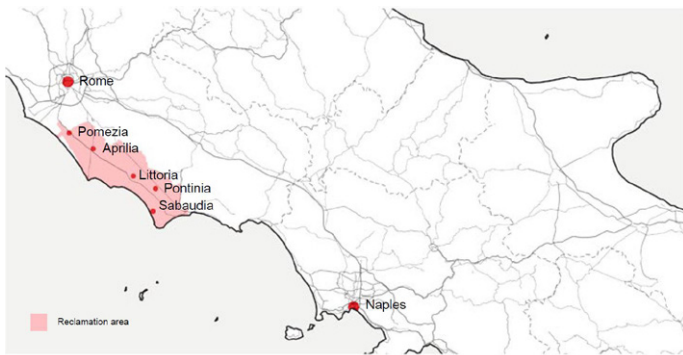 Rome
Pomezia
Aprilia
Littoria
Pontinia
Sabaudia
Naples
Reclamation area